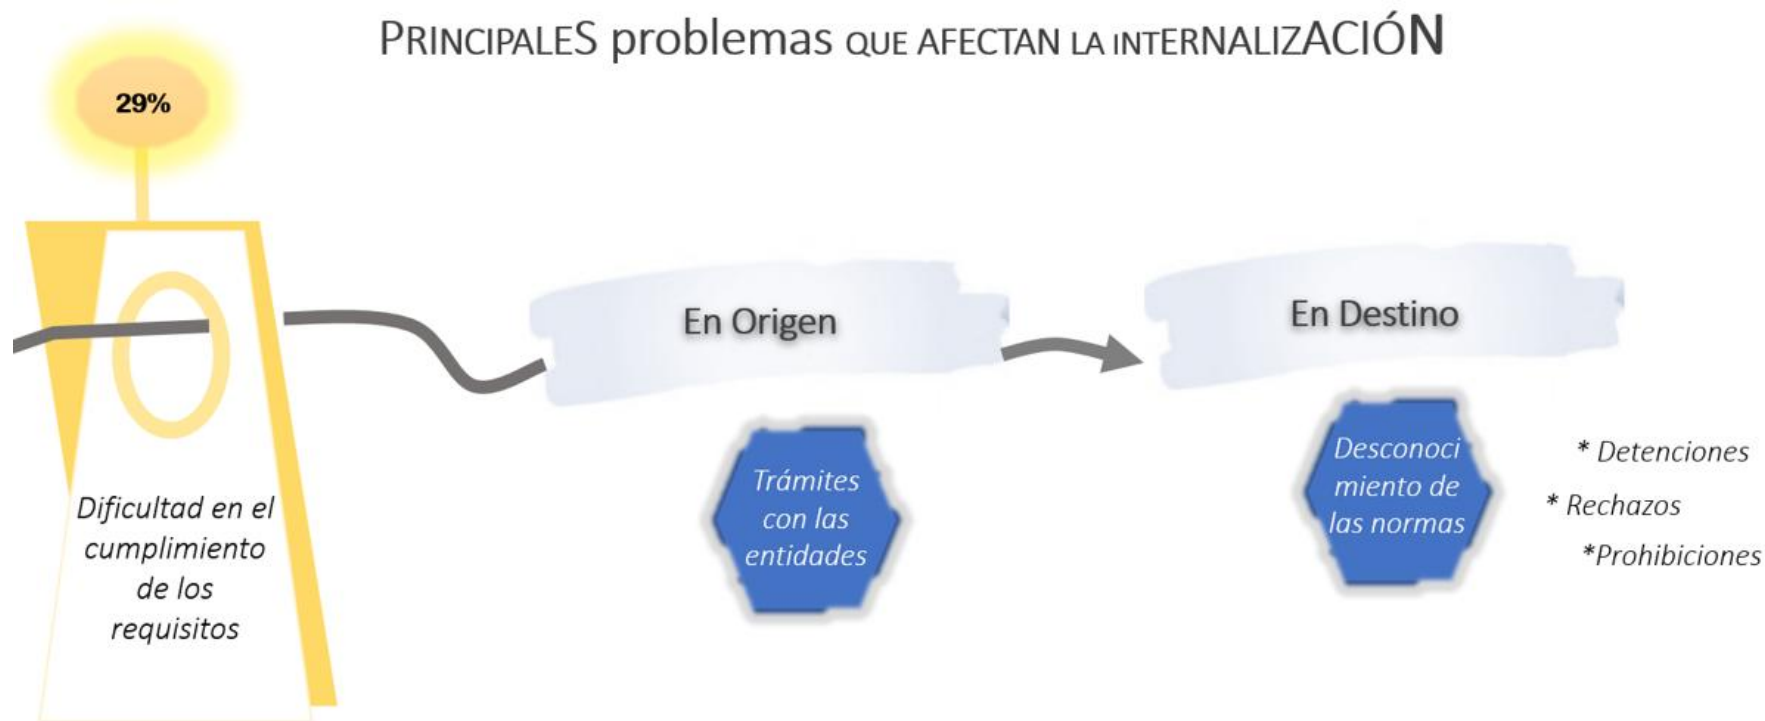 PRINCIPALES problemas QUE AFECTAN LA INTERNALIZACIÓN
29%
Dificultad en el
cumplimiento
de los
requisitos
En Origen
Trámites
con las
entidades
En Destino
Desconoci
miento de
las normas
* Detenciones
* Rechazos
*Prohibiciones